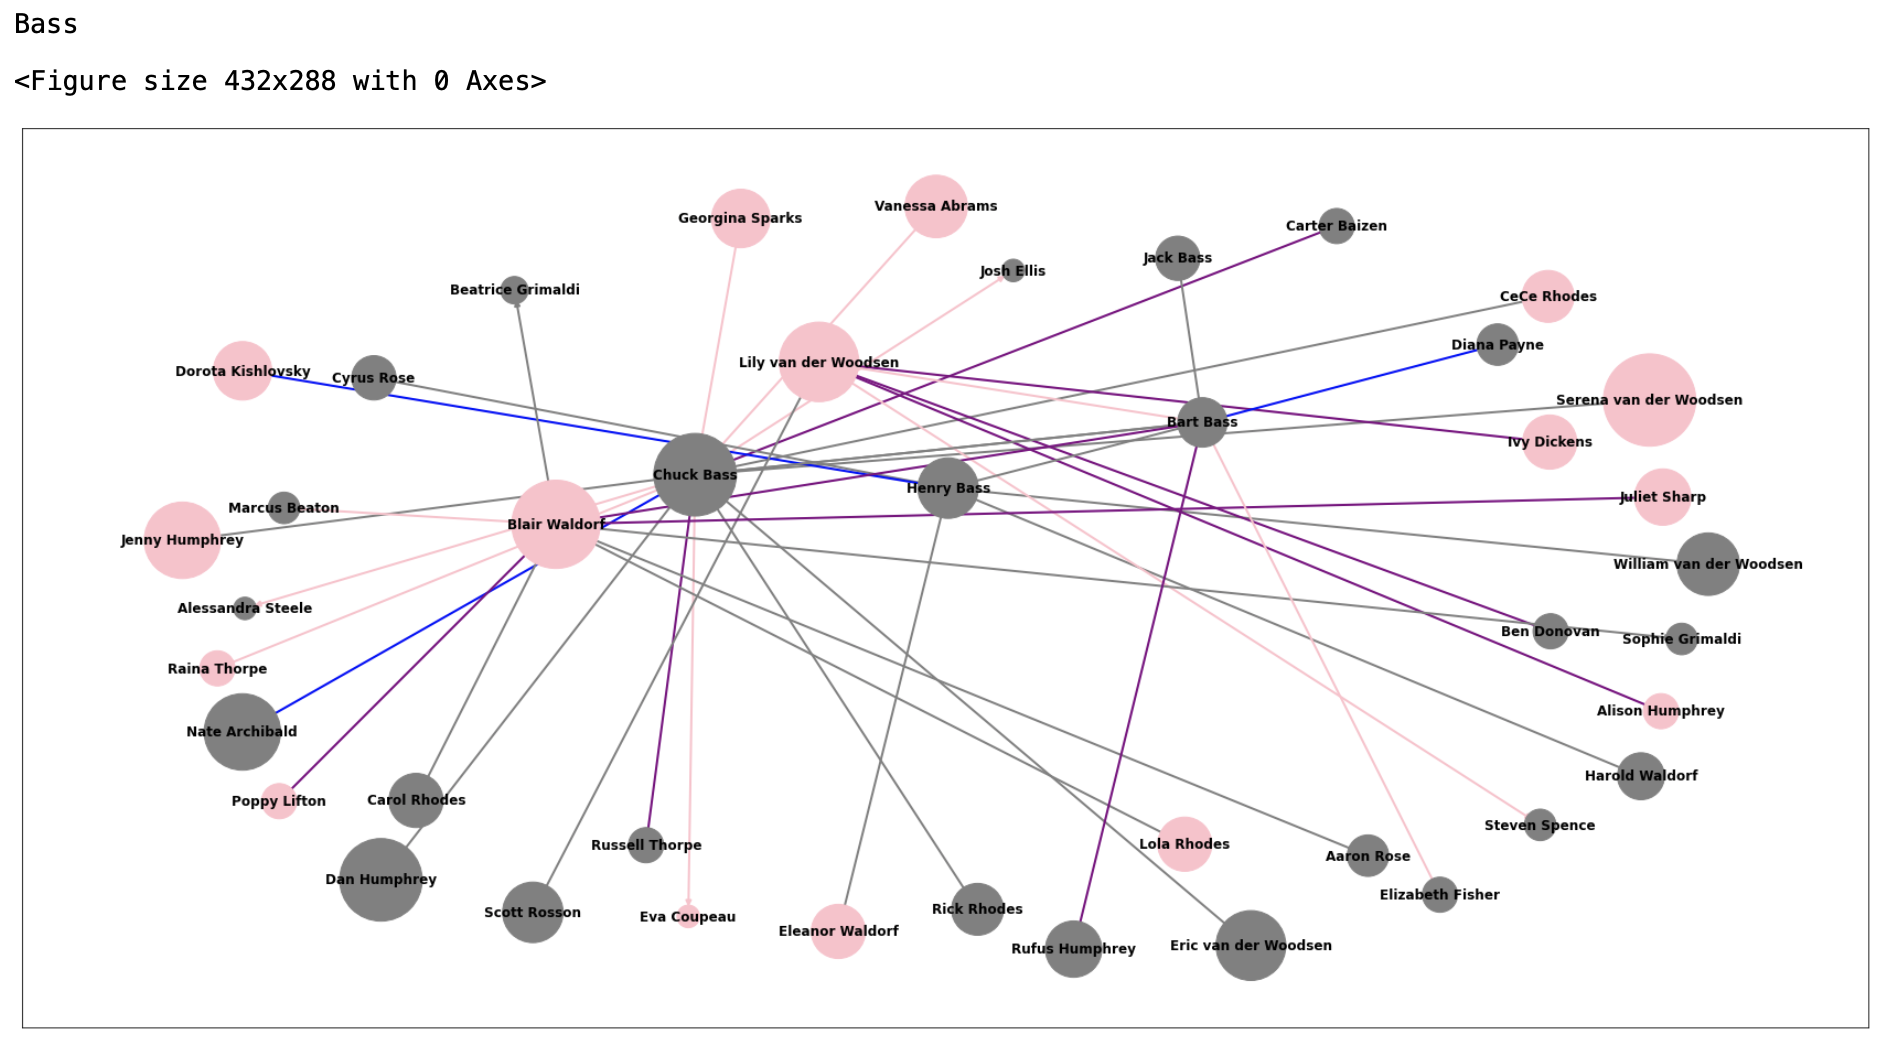 Bass
<Figure size 432x288 with 0 Axes>
Vanessa Abrams
Georgina Sparks
Carter Baizen
Jack Bass
Josh Ellis
Beatrice Grimaldi
CeCe Rhodes
Diana Payne
Lily van der Woodsen
Dorota Kishlovsky
Cyrus Rose
Serena van der Woodsen
Bart Bass
Ivy Dickens
Chuck Bass
Henry Bass
Juliet Sharp
Marcus Beaton
Blair Waldorf
Jenny Humphrey
William van der Woodsen
Alessandra Steele
Ben Donovan
Sophie Grimaldi
Raina Thorpe
Alison Humphrey
Nate Archibald
Harold Waldorf
Poppy Lifton
Carol Rhodes
Steven Spence
Russell Thorpe
Lola Rhodes
Aaron Rose
Dan Humphrey
Elizabeth Fisher
Scott Rosson
Eva Coupeau
Rick Rhodes
Eleanor Waldorf
Rufus Humphrey
Eric van der Woodsen